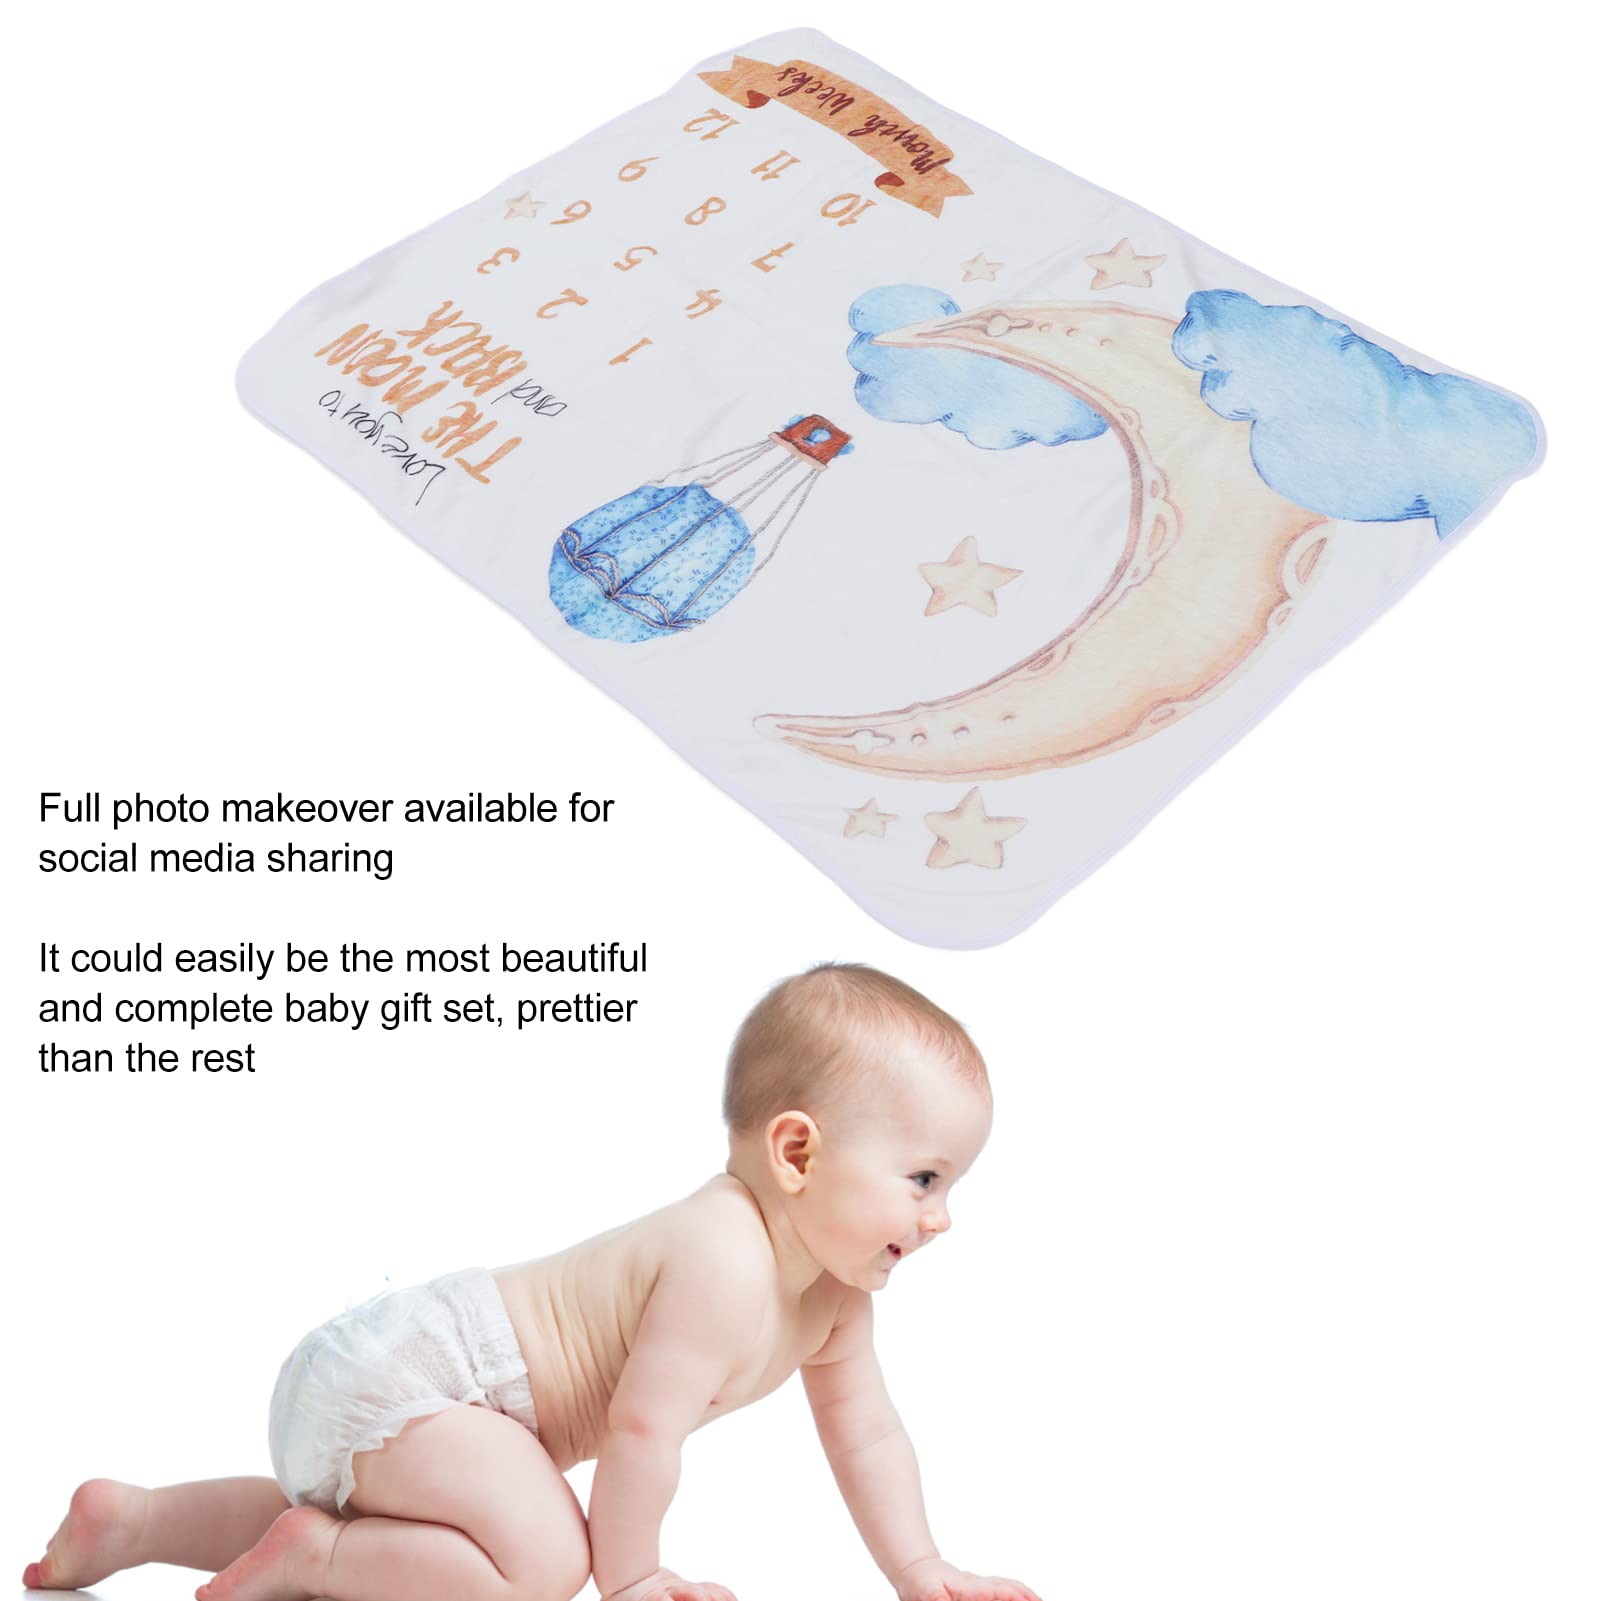 Month Weeks
12
11
10
9
8
7
6
5
4
3
2
1
Love you to
THE MOON
and BACK
Full photo makeover available for
social media sharing
It could easily be the most beautiful
and complete baby gift set, prettier
than the rest